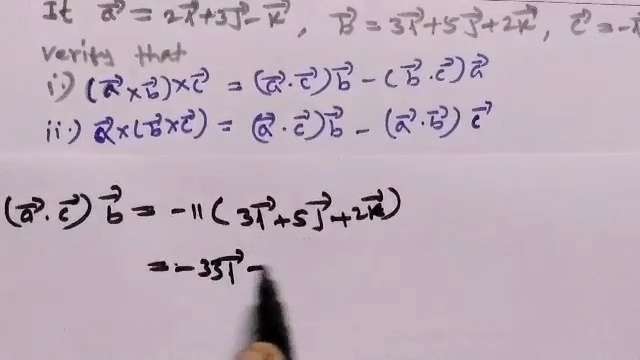 If a⃗ = 2i⃗+3j⃗-k⃗, b⃗ = 3i⃗+5j⃗+2k⃗, c⃗ = -i⃗
verify that
i.) (a⃗ × b⃗)×c⃗ = (a⃗ . c⃗) b⃗ - (b⃗ . c⃗) a⃗
ii.) a⃗ × (b⃗ × c⃗) = (a⃗ . c⃗) b⃗ - (a⃗ . b⃗) c⃗
(a⃗ . c⃗) b⃗ = -11 ( 3i⃗ + 5j⃗ + 2k⃗ )
= -33i⃗ -